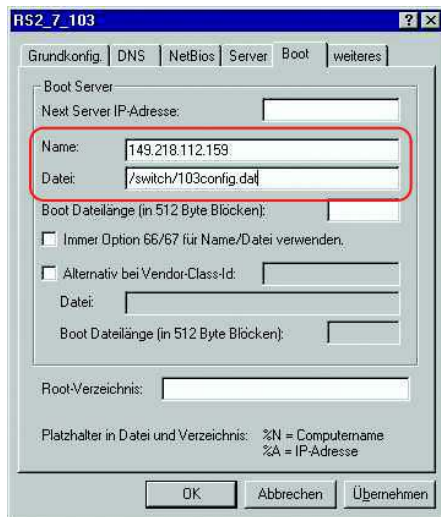 RS2_7_103
Grundkonfig. DNS NetBios Server Boot weiteres
Boot Server
Next Server IP-Adresse:
Name: 149.218.112.159
Datei: /switch/103config.dat
Boot Dateilänge (in 512 Byte Blöcken):
Immer Option 66/67 für Name/Datei verwenden.
Alternativ bei Vendor-Class-Id:
Datei:
Boot Dateilänge (in 512 Byte Blöcken):
Root-Verzeichnis:
Platzhalter in Datei und Verzeichnis: %N = Computername
%A = IP-Adresse
OK Abbrechen Übernehmen